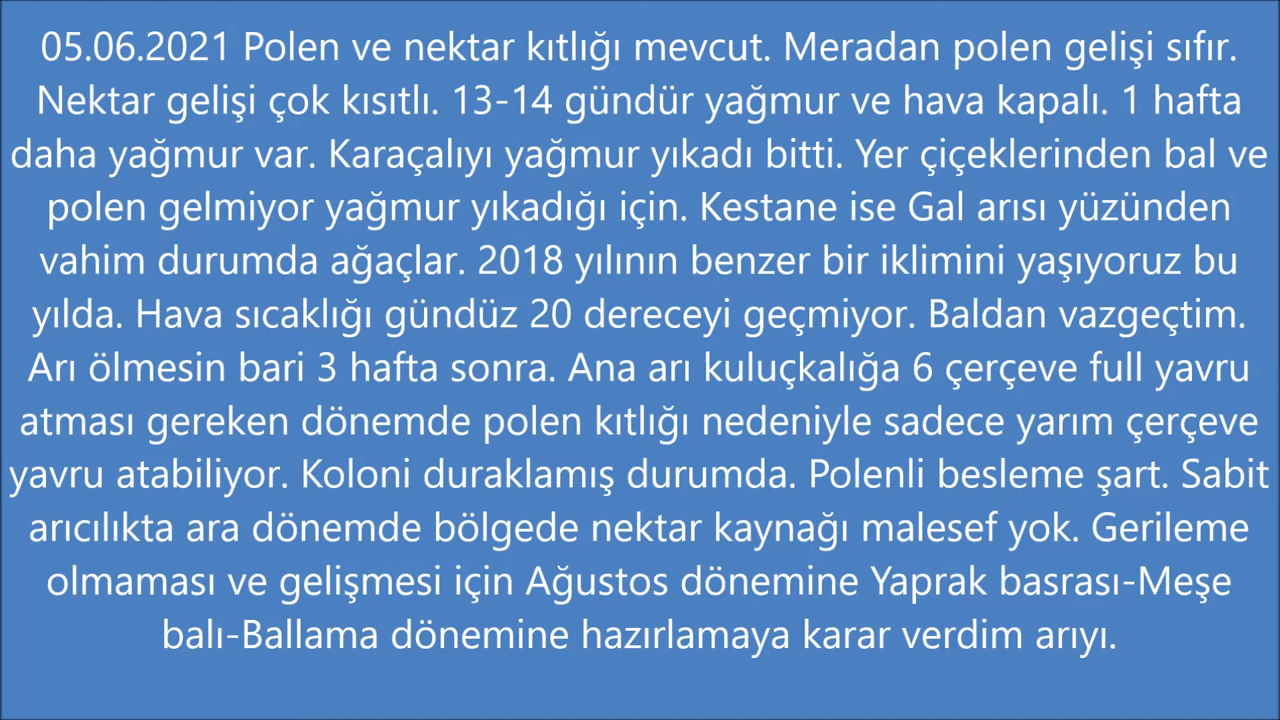 05.06.2021 Polen ve nektar kıtlığı mevcut. Meradan polen gelişi sıfır.
Nektar gelişi çok kısıtlı. 13-14 gündür yağmur ve hava kapalı. 1 hafta
daha yağmur var. Karaçalıyı yağmur yıkadı bitti. Yer çiçeklerinden bal ve
polen gelmiyor yağmur yıkadığı için. Kestane ise Gal arısı yüzünden
vahim durumda ağaçlar. 2018 yılının benzer bir iklimini yaşıyoruz bu
yılda. Hava sıcaklığı gündüz 20 dereceyi geçmiyor. Baldan vazgeçtim.
Arı ölmesin bari 3 hafta sonra. Ana arı kuluçkalığa 6 çerçeve full yavru
atması gereken dönemde polen kıtlığı nedeniyle sadece yarım çerçeve
yavru atabiliyor. Koloni duraklamış durumda. Polenli besleme şart. Sabit
arıcılıkta ara dönemde bölgede nektar kaynağı malesef yok. Gerileme
olmaması ve gelişmesi için Ağustos dönemine Yaprak basrası-Meşe
balı-Ballama dönemine hazırlamaya karar verdim arıyı.